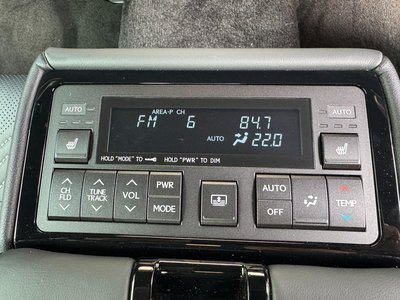 AUTO
AREA-P CH
AUTO
FM 6 84.7
AUTO 22.0
HOLD "MODE" TO HOLD "PWR" TO DIM
CH FLD
TUNE TRACK
VOL
PWR
MODE
AUTO
OFF
TEMP